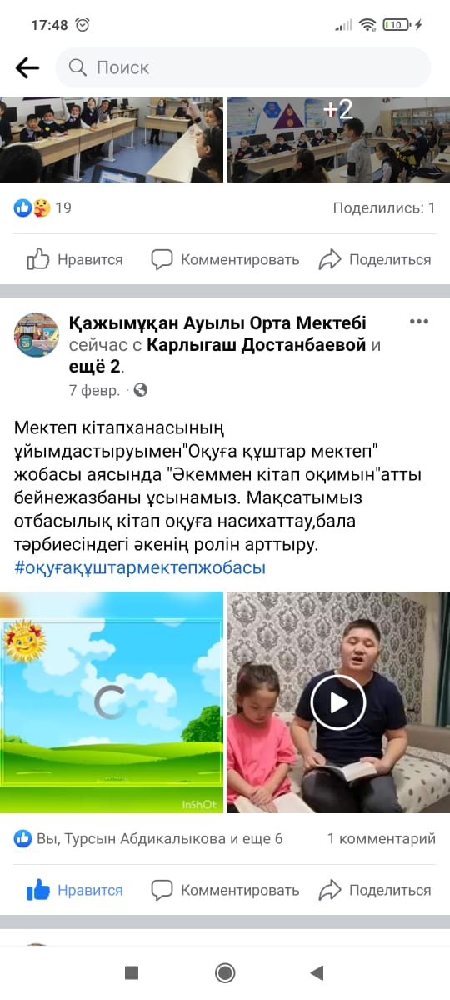 17:48
10
Поиск
+2
19
Поделились: 1
Нравится
Комментировать
Поделиться
Қажымұқан Ауылы Орта Мектебі
сейчас с Карлыгаш Достанбаевой и
ещё 2.
7 февр. ·
Мектеп кітапханасының
ұйымдастыруымен"Оқуға құштар мектеп"
жобасы аясында "Әкеммен кітап оқимын"атты
бейнежазбаны ұсынамыз. Мақсатымыз
отбасылық кітап оқуға насихаттау,бала
тәрбиесіндегі әкенің ролін арттыру.
#оқуғақұштармектепжобасы
InShOt
Вы, Турсын Абдикалыкова и еще 6
1 комментарий
Нравится
Комментировать
Поделиться